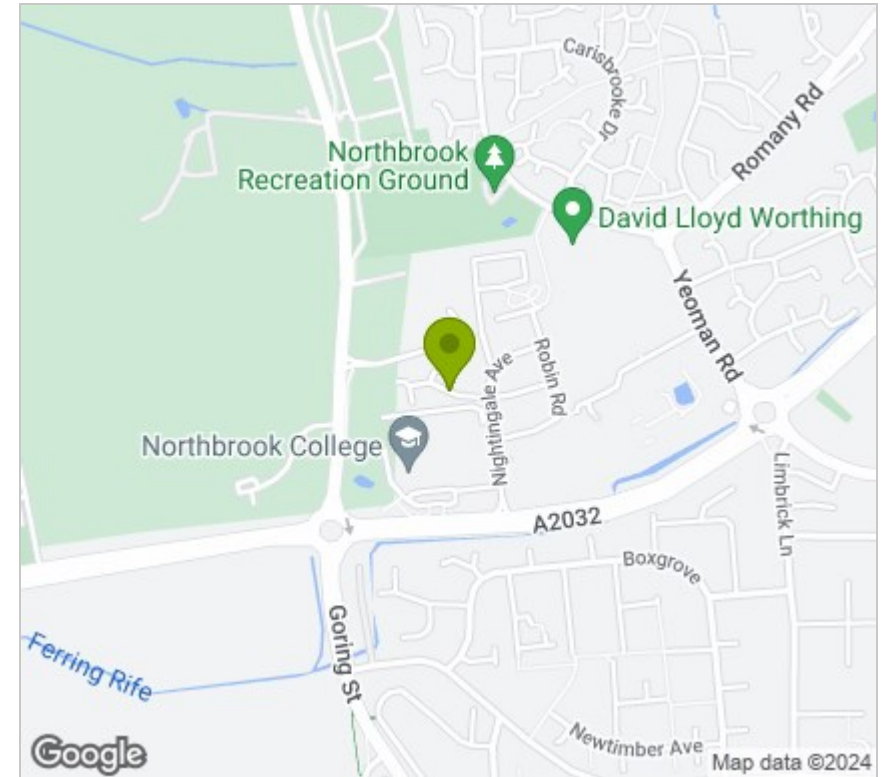 Carisbrooke Dr
Romany Rd
Northbrook
Recreation Ground
David Lloyd Worthing
Yeoman Rd
Robin Rd
Nightingale Ave
Northbrook College
Limbrick Ln
A2032
Boxgrove
Goring St
Ferring Rife
Newtimber Ave
Google
Map data ©2024